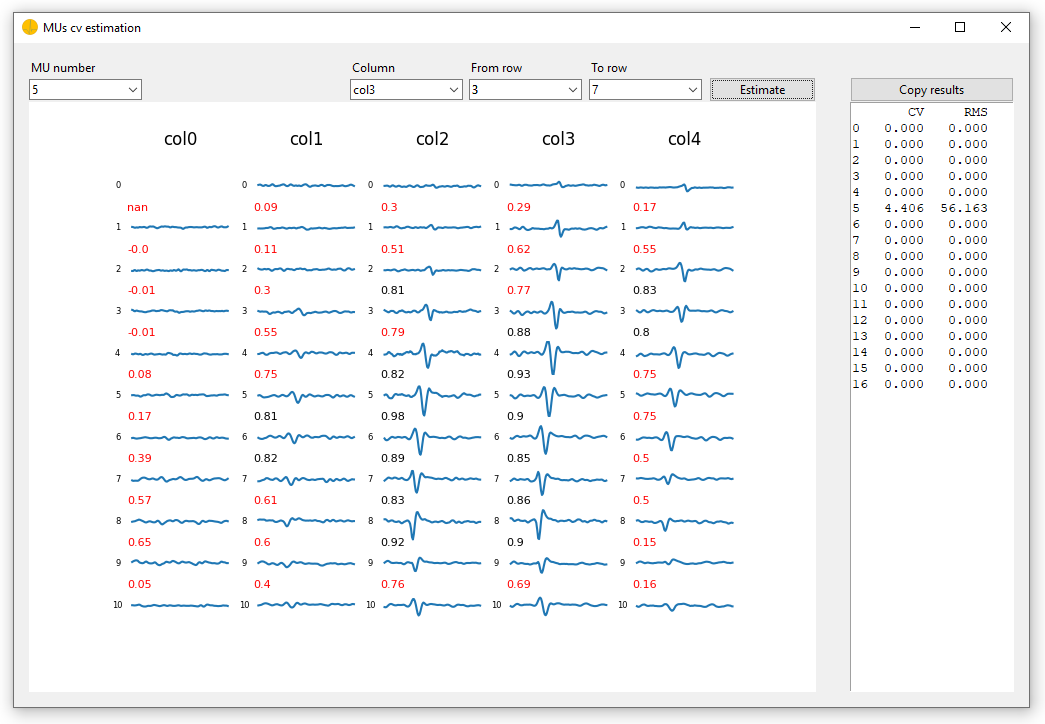 MUs cv estimation
MU number Column From row To row
5 col3 3 7 Estimate Copy results
col0 col1 col2 col3 col4
0 0 0 0 0
nan 0.09 0.3 0.29 0.17
1 1 1 1 1
-0.0 0.11 0.51 0.62 0.55
2 2 2 2 2
-0.01 0.3 0.81 0.77 0.83
3 3 3 3 3
-0.01 0.55 0.79 0.88 0.8
4 4 4 4 4
0.08 0.75 0.82 0.93 0.75
5 5 5 5 5
0.17 0.81 0.98 0.9 0.75
6 6 6 6 6
0.39 0.82 0.89 0.85 0.5
7 7 7 7 7
0.57 0.61 0.83 0.86 0.5
8 8 8 8 8
0.65 0.6 0.92 0.9 0.15
9 9 9 9 9
0.05 0.4 0.76 0.69 0.16
10 10 10 10 10
CV RMS
0 0.000 0.000
1 0.000 0.000
2 0.000 0.000
3 0.000 0.000
4 0.000 0.000
5 4.406 56.163
6 0.000 0.000
7 0.000 0.000
8 0.000 0.000
9 0.000 0.000
10 0.000 0.000
11 0.000 0.000
12 0.000 0.000
13 0.000 0.000
14 0.000 0.000
15 0.000 0.000
16 0.000 0.000